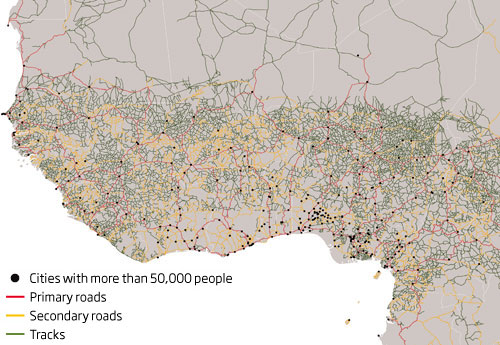 Cities with more than 50,000 people
Primary roads
Secondary roads
Tracks